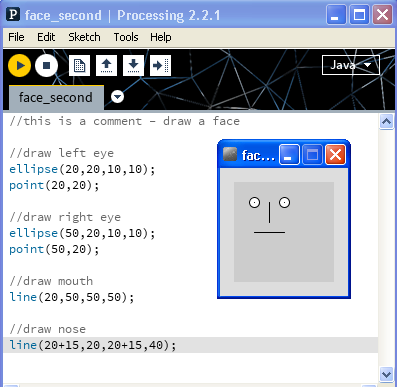 P face_second | Processing 2.2.1
File Edit Sketch Tools Help
Java
face_second
//this is a comment - draw a face
//draw left eye
ellipse(20,20,10,10);
point(20,20);
//draw right eye
ellipse(50,20,10,10);
point(50,20);
//draw mouth
line(20,50,50,50);
//draw nose
line(20+15,20,20+15,40);
fac...